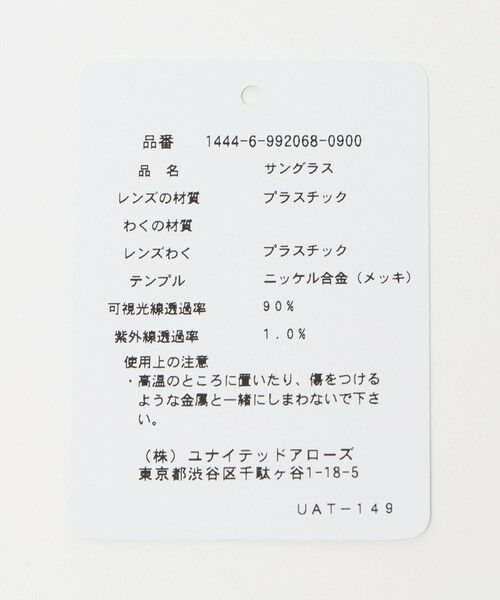 品番 1444-6-992068-0900
品 名 サングラス
レンズの材質 プラスチック
わくの材質
レンズわく プラスチック
テンプル ニッケル合金（メッキ）
可視光線透過率 90%
紫外線透過率 1.0%
使用上の注意
・高温のところに置いたり、傷をつける
ような金属と一緒にしまわないで下さ
い。
（株）ユナイテッドアローズ
東京都渋谷区千駄ヶ谷1-18-5
UAT-149